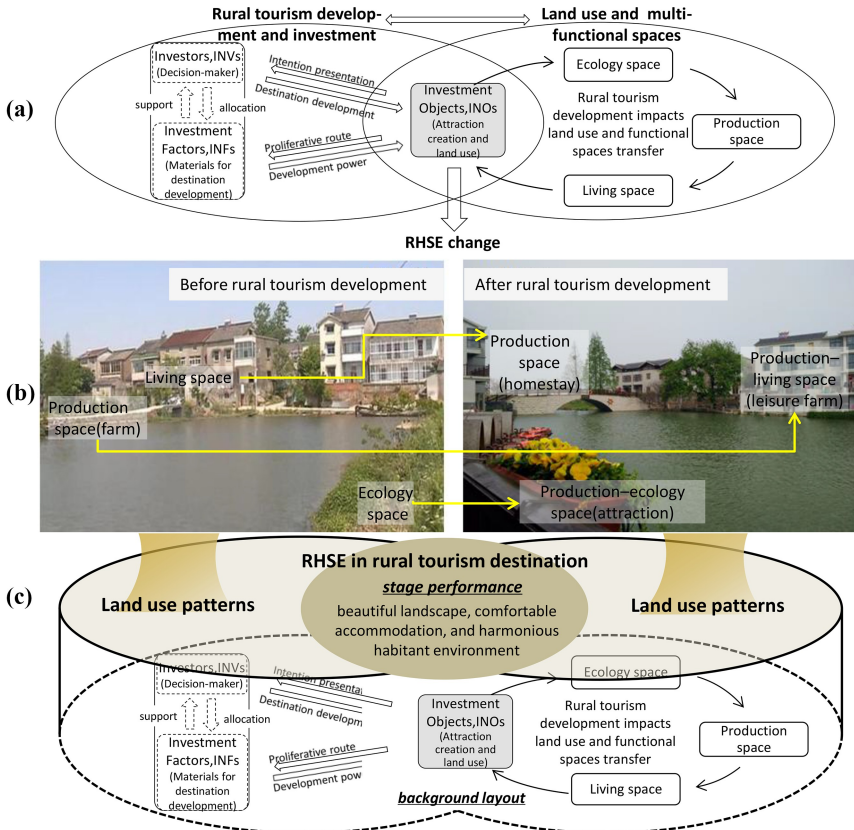 Rural tourism develop-
ment and investment
Land use and multi-
functional spaces
(a)
Investors,INVs
(Decision-maker)
support
allocation
Investment
Factors,INFs
(Materials for
destination
development)
Intention presentation
Destination development
Proliferative route
Development power
Investment
Objects,INOs
(Attraction
creation and
land use)
Ecology space
Rural tourism
development impacts
land use and functional
spaces transfer
Production
space
Living space
RHSE change
(b)
Before rural tourism development
After rural tourism development
Living space
Production
space(farm)
Ecology
space
Production
space
(homestay)
Production–
living space
(leisure farm)
Production–ecology
space(attraction)
(c)
RHSE in rural tourism destination
stage performance
beautiful landscape, comfortable
accommodation, and harmonious
habitant environment
Land use patterns
Land use patterns
Investors,INVs
(Decision-maker)
support
allocation
Investment
Factors,INFs
(Materials for
destination
development)
Intention presenta
Destination developm
Proliferative route
Development pow
Investment
Objects,INOs
(Attraction
creation and
land use)
Ecology space
Rural tourism
development impacts
land use and functional
spaces transfer
Production
space
Living space
background layout